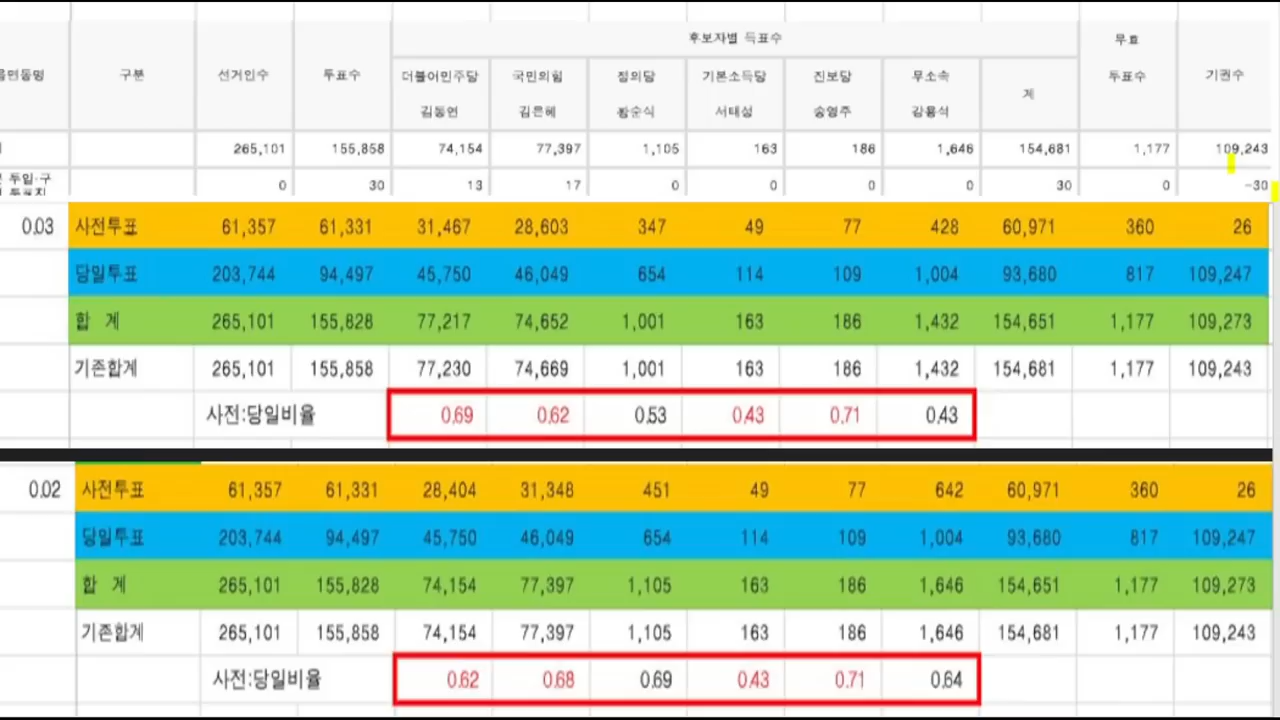 후보자별 득표수 무효
읍면동명 구분 선거인수 투표수 더불어민주당 국민의힘 정의당 기본소득당 진보당 무소속 계 투표수 기권수
김동연 김은혜 황순식 서태성 송영주 강용석
265,101 155,858 74,154 77,397 1,105 163 186 1,646 154,681 1,177 109,243
투입·구 0 30 13 17 0 0 0 0 30 0 -30
0.03 사전투표 61,357 61,331 31,467 28,603 347 49 77 428 60,971 360 26
당일투표 203,744 94,497 45,750 46,049 654 114 109 1,004 93,680 817 109,247
합 계 265,101 155,828 77,217 74,652 1,001 163 186 1,432 154,651 1,177 109,273
기존합계 265,101 155,858 77,230 74,669 1,001 163 186 1,432 154,681 1,177 109,243
사전:당일비율 0.69 0.62 0.53 0.43 0.71 0.43
0.02 사전투표 61,357 61,331 28,404 31,348 451 49 77 642 60,971 360 26
당일투표 203,744 94,497 45,750 46,049 654 114 109 1,004 93,680 817 109,247
합 계 265,101 155,828 74,154 77,397 1,105 163 186 1,646 154,651 1,177 109,273
기존합계 265,101 155,858 74,154 77,397 1,105 163 186 1,646 154,681 1,177 109,243
사전:당일비율 0.62 0.68 0.69 0.43 0.71 0.64